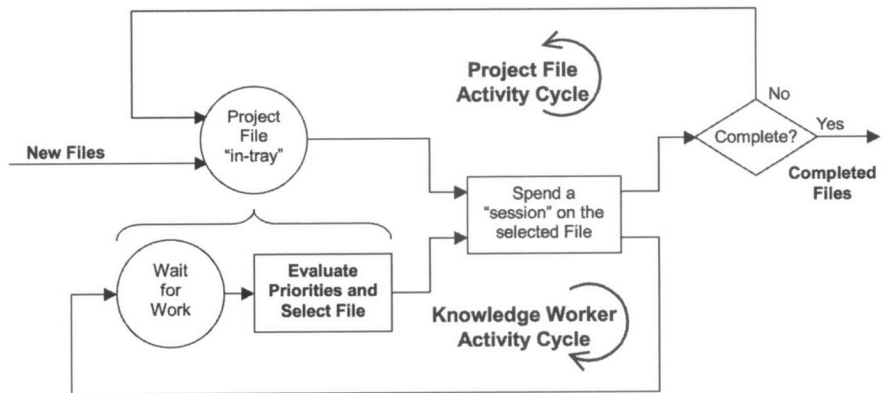 Project File
Activity Cycle
No
Project
File
“in-tray”
Complete?
Yes
New Files
Completed
Files
Spend a
“session” on the
selected File
Wait
for
Work
Evaluate
Priorities and
Select File
Knowledge Worker
Activity Cycle